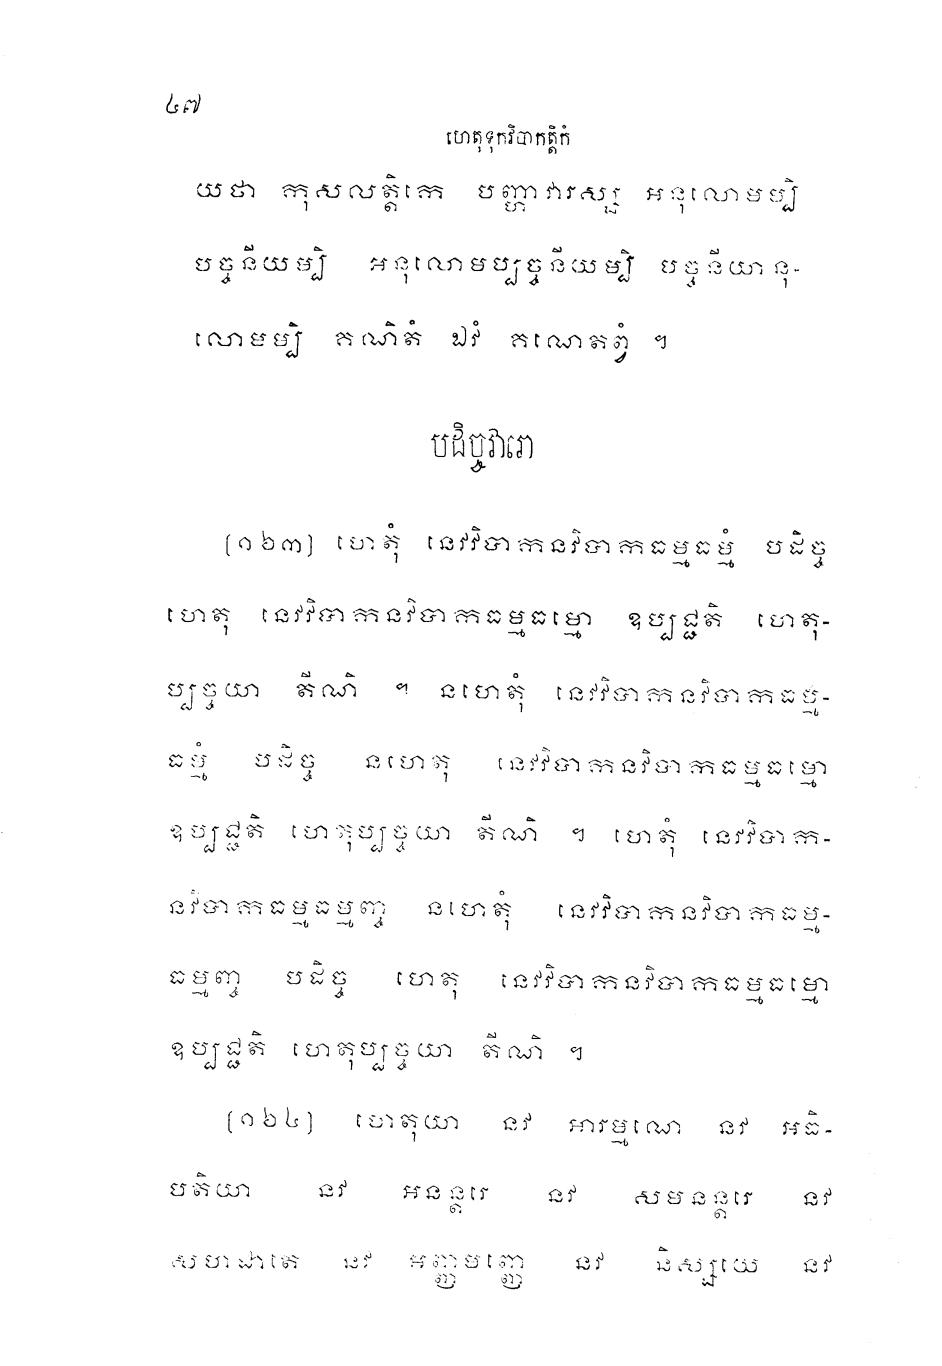 ៤៧
ហេតុទុកវិបាកត្តិកំ
យថា កុសលត្តិកេ បញ្ហាវារស្ស អនុលោមម្បិ
បច្ចនីយម្បិ អនុលោមប្បច្ចនីយម្បិ បច្ចនីយានុ-
លោមម្បិ គណិតំ ឯវំ គណេតព្វំ ។
បដិច្ចវារោ
[១៦៣] ហេតុំ នេវវិបាកនវិបាកធម្មធម្មំ បដិច្ច
ហេតុ នេវវិបាកនវិបាកធម្មធម្មោ ឧប្បជ្ជតិ ហេតុ-
ប្បច្ចយា តីណិ ។ នហេតុំ នេវវិបាកនវិបាកធម្ម-
ធម្មំ បដិច្ច នហេតុ នេវវិបាកនវិបាកធម្មធម្មោ
ឧប្បជ្ជតិ ហេតុប្បច្ចយា តីណិ ។ ហេតុំ នេវវិបាក-
នវិបាកធម្មធម្មញ្ច នហេតុំ នេវវិបាកនវិបាកធម្ម-
ធម្មញ្ច បដិច្ច ហេតុ នេវវិបាកនវិបាកធម្មធម្មោ
ឧប្បជ្ជតិ ហេតុប្បច្ចយា តីណិ ។
[១៦៤] ហេតុយា នវ អារម្មណេ នវ អធិ-
បតិយា នវ អនន្តរេ នវ សមនន្តរេ នវ
សហជាតេ នវ អញ្ញមញ្ញេ នវ និស្សយេ នវ